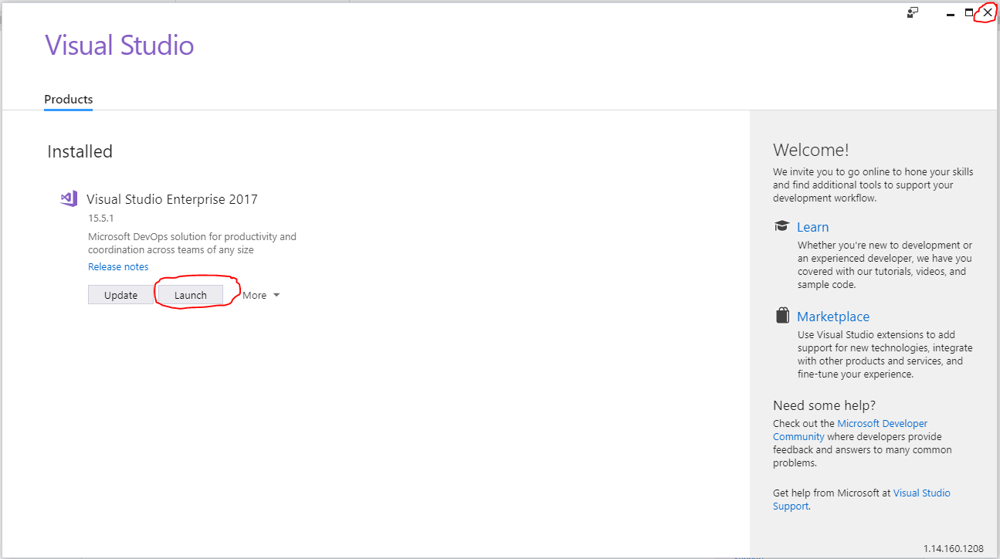 Visual Studio
Products
Installed
Visual Studio Enterprise 2017
15.5.1
Microsoft DevOps solution for productivity and
coordination across teams of any size
Release notes
Update Launch More
Welcome!
We invite you to go online to hone your skills
and find additional tools to support your
development workflow.
Learn
Whether you're new to development or
an experienced developer, we have you
covered with our tutorials, videos, and
sample code.
Marketplace
Use Visual Studio extensions to add
support for new technologies, integrate
with other products and services, and
fine-tune your experience.
Need some help?
Check out the Microsoft Developer
Community where developers provide
feedback and answers to many common
problems.
Get help from Microsoft at Visual Studio
Support.
1.14.160.1208